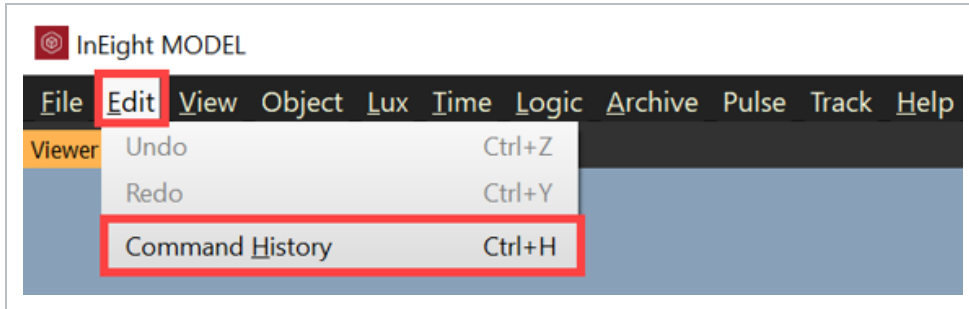 InEight MODEL
File Edit View Object Lux Time Logic Archive Pulse Track Help
Viewer Undo Ctrl+Z
Redo Ctrl+Y
Command History Ctrl+H